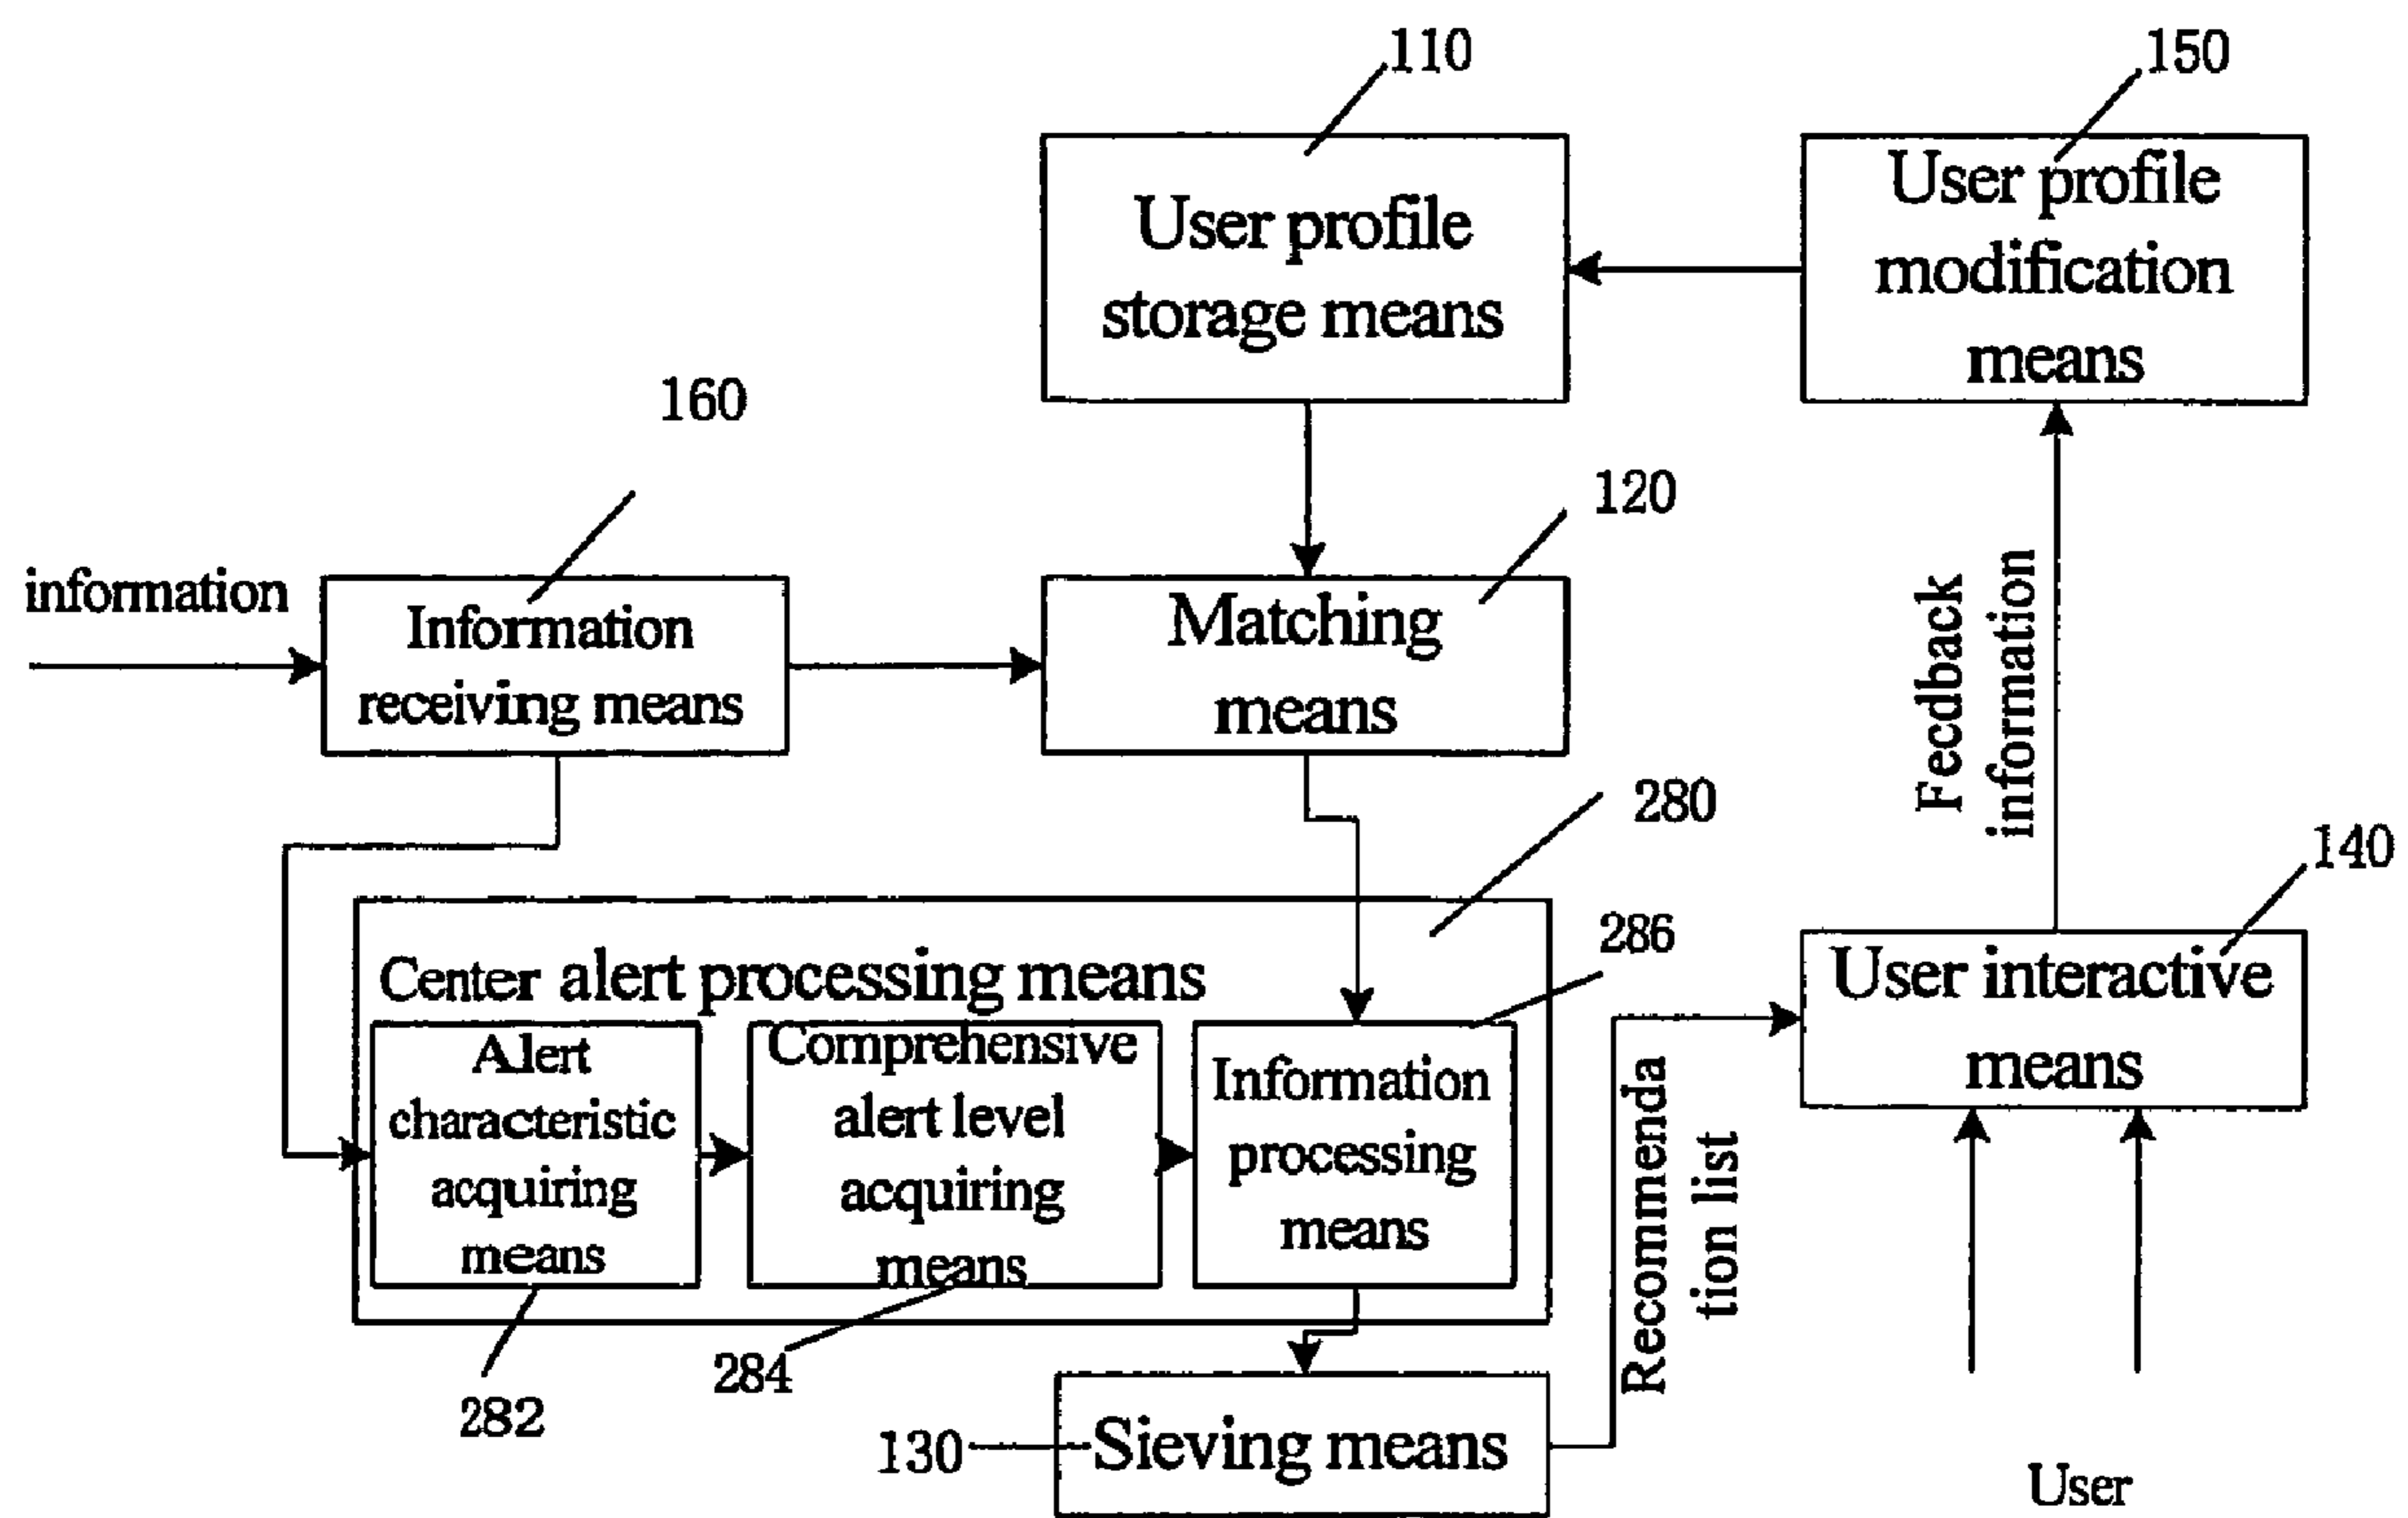 110
150
User profile
storage means
User profile
modification
means
160
120
information
Information
receiving means
Matching
means
Fecdback
information
280
140
286
Center alert processing means
User interactive
means
Alert
characteristic
acquiring
means
Comprehensive
alert level
acquiring
means
Information
processing
means
Recommenda
tion list
282
284
130
Sieving means
User